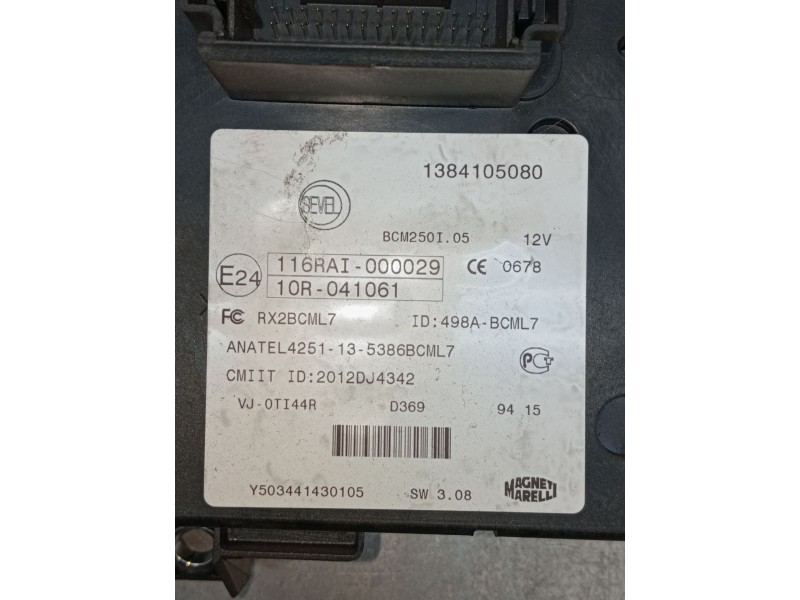 1384105080
SEVEL
BCM250I.05 12V
E24 116RAI-000029 CE 0678
10R-041061
FC RX2BCML7 ID:498A-BCML7
ANATEL4251-13-5386BCML7
CMIIT ID:2012DJ4342
VJ-0TI44R D369 94 15
Y503441430105 SW 3.08
MAGNETI
MARELLI